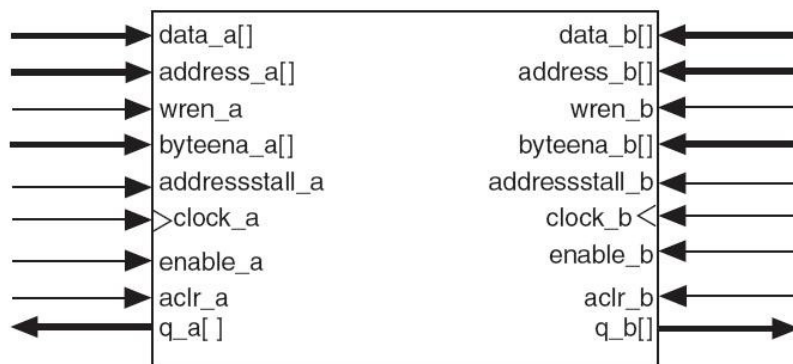 data_a[] data_b[]
address_a[] address_b[]
wren_a wren_b
byteena_a[] byteena_b[]
addressstall_a addressstall_b
clock_a clock_b
enable_a enable_b
aclr_a aclr_b
q_a[ ] q_b[]